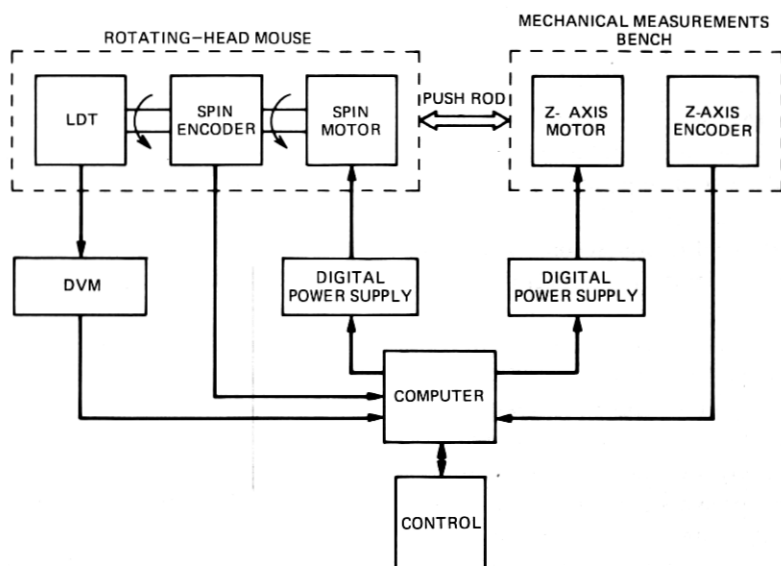 ROTATING-HEAD MOUSE
MECHANICAL MEASUREMENTS
BENCH
LDT
SPIN
ENCODER
SPIN
MOTOR
PUSH ROD
Z- AXIS
MOTOR
Z-AXIS
ENCODER
DVM
DIGITAL
POWER SUPPLY
DIGITAL
POWER SUPPLY
COMPUTER
CONTROL